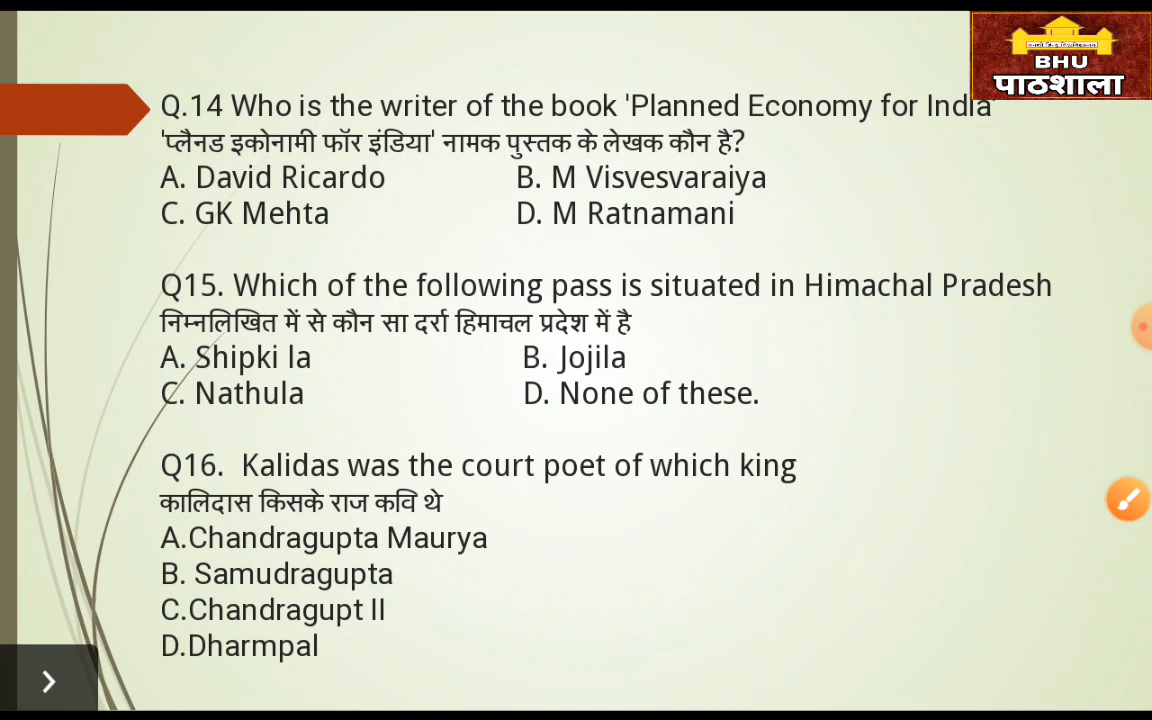 BHU
पाठशाला
Q.14 Who is the writer of the book 'Planned Economy for India'
'प्लैनड इकोनामी फॉर इंडिया' नामक पुस्तक के लेखक कौन है?
A. David Ricardo B. M Visvesvaraiya
C. GK Mehta D. M Ratnamani
Q15. Which of the following pass is situated in Himachal Pradesh
निम्नलिखित में से कौन सा दर्रा हिमाचल प्रदेश में है
A. Shipki la B. Jojila
C. Nathula D. None of these.
Q16. Kalidas was the court poet of which king
कालिदास किसके राज कवि थे
A.Chandragupta Maurya
B. Samudragupta
C.Chandragupt II
D.Dharmpal